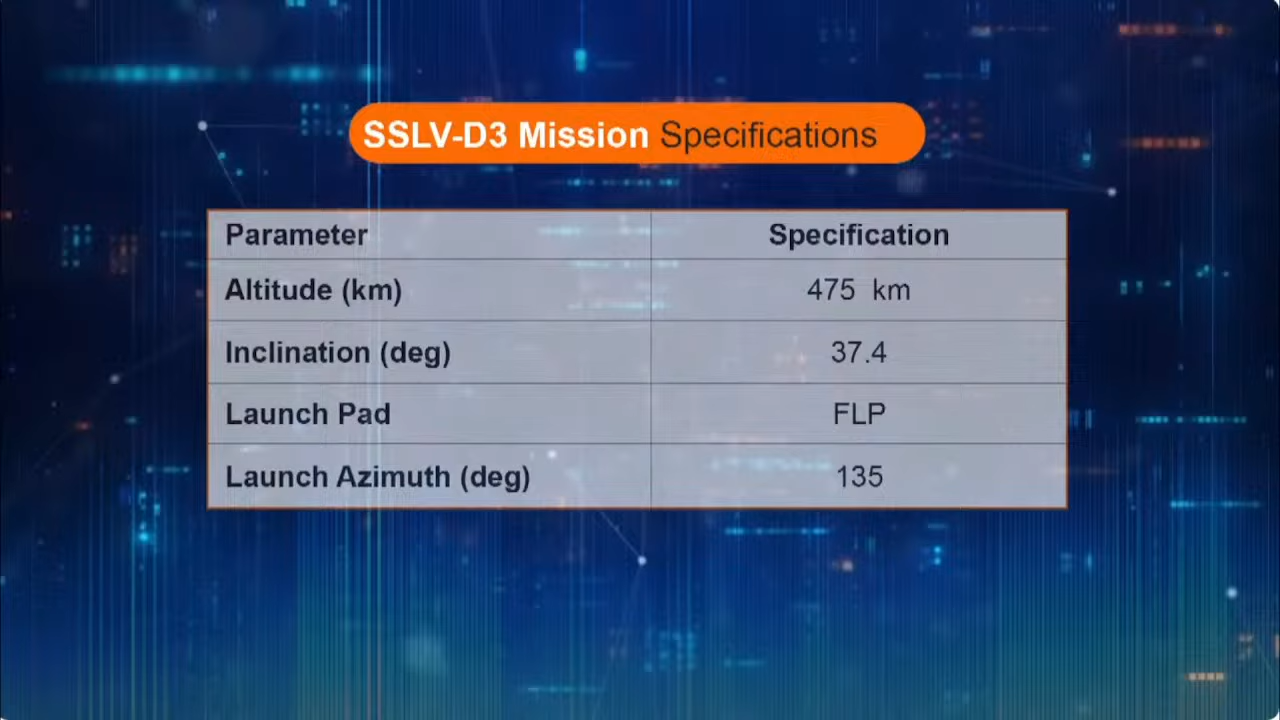 SSLV-D3 Mission Specifications
Parameter Specification
Altitude (km) 475 km
Inclination (deg) 37.4
Launch Pad FLP
Launch Azimuth (deg) 135